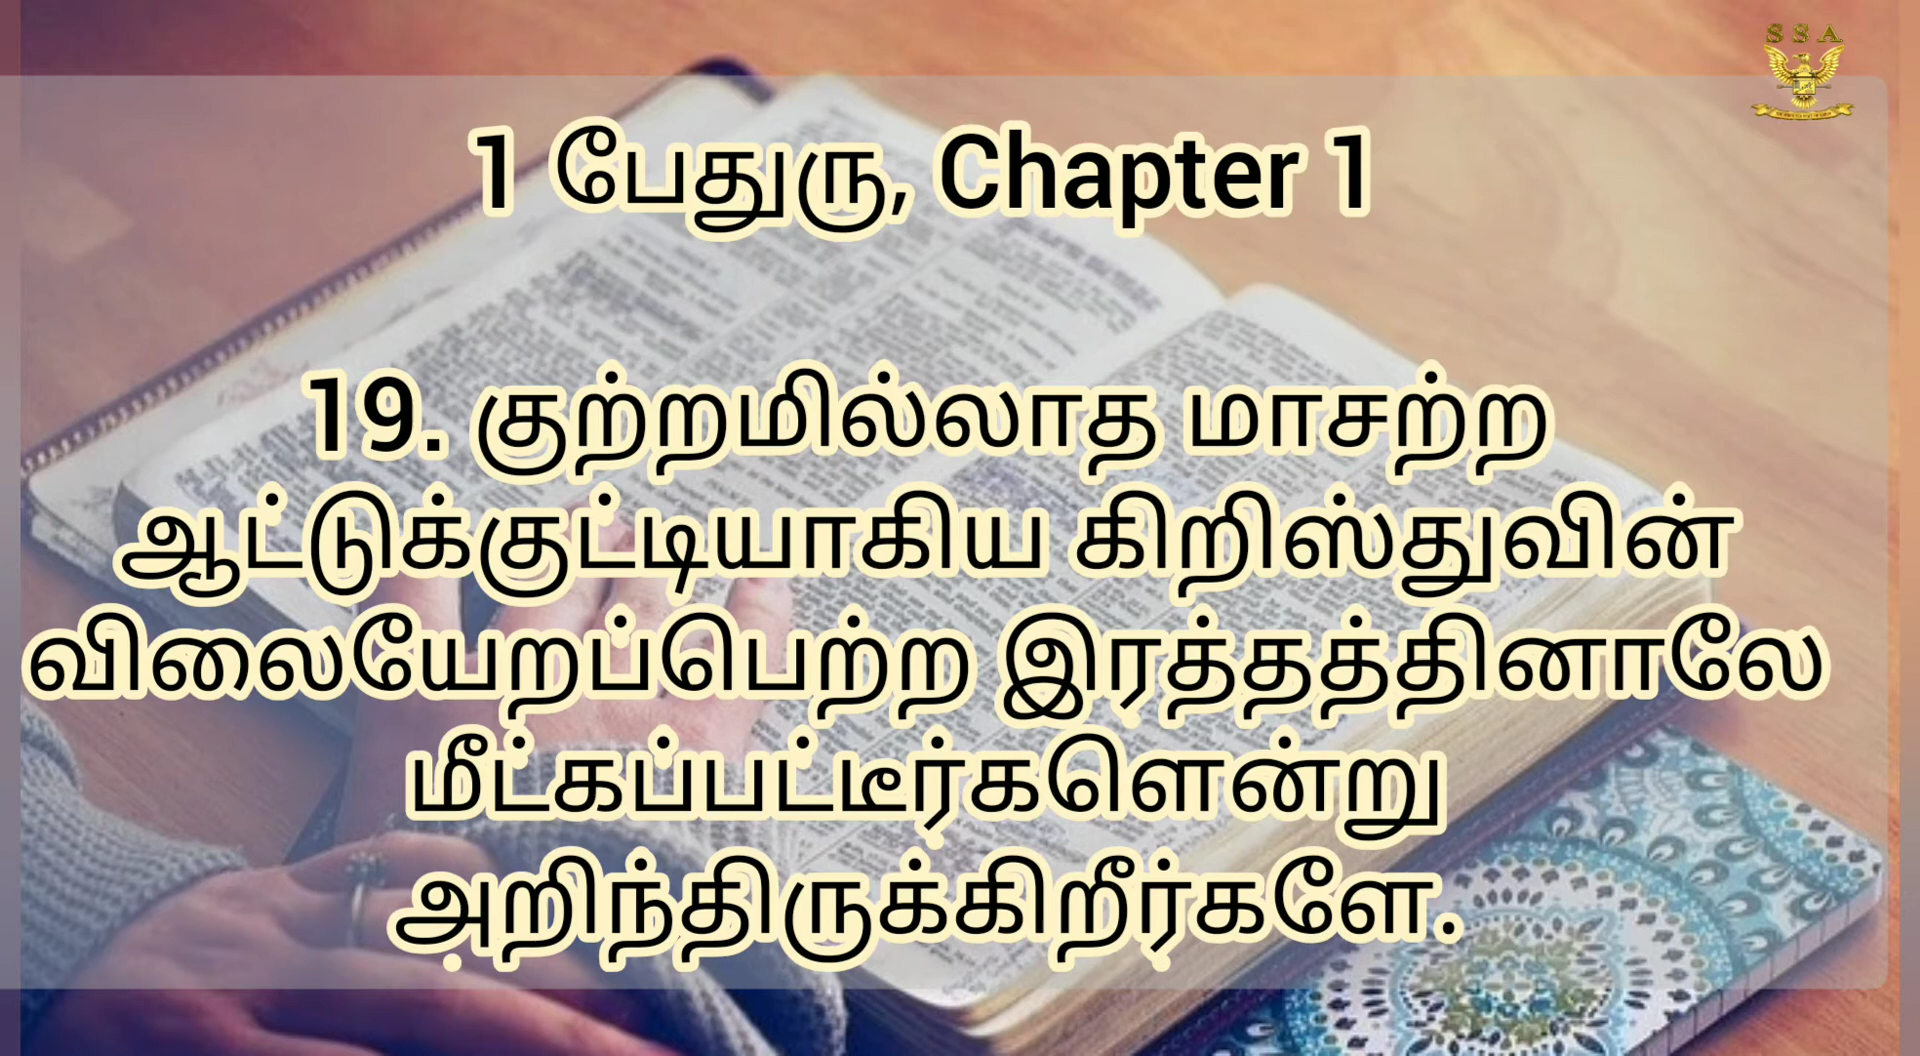 S S A
1 பேதுரு, Chapter 1
19. குற்றமில்லாத மாசற்ற
ஆட்டுக்குட்டியாகிய கிறிஸ்துவின்
விலையேறப்பெற்ற இரத்தத்தினாலே
மீட்கப்பட்டீர்களென்று
அறிந்திருக்கிறீர்களே.